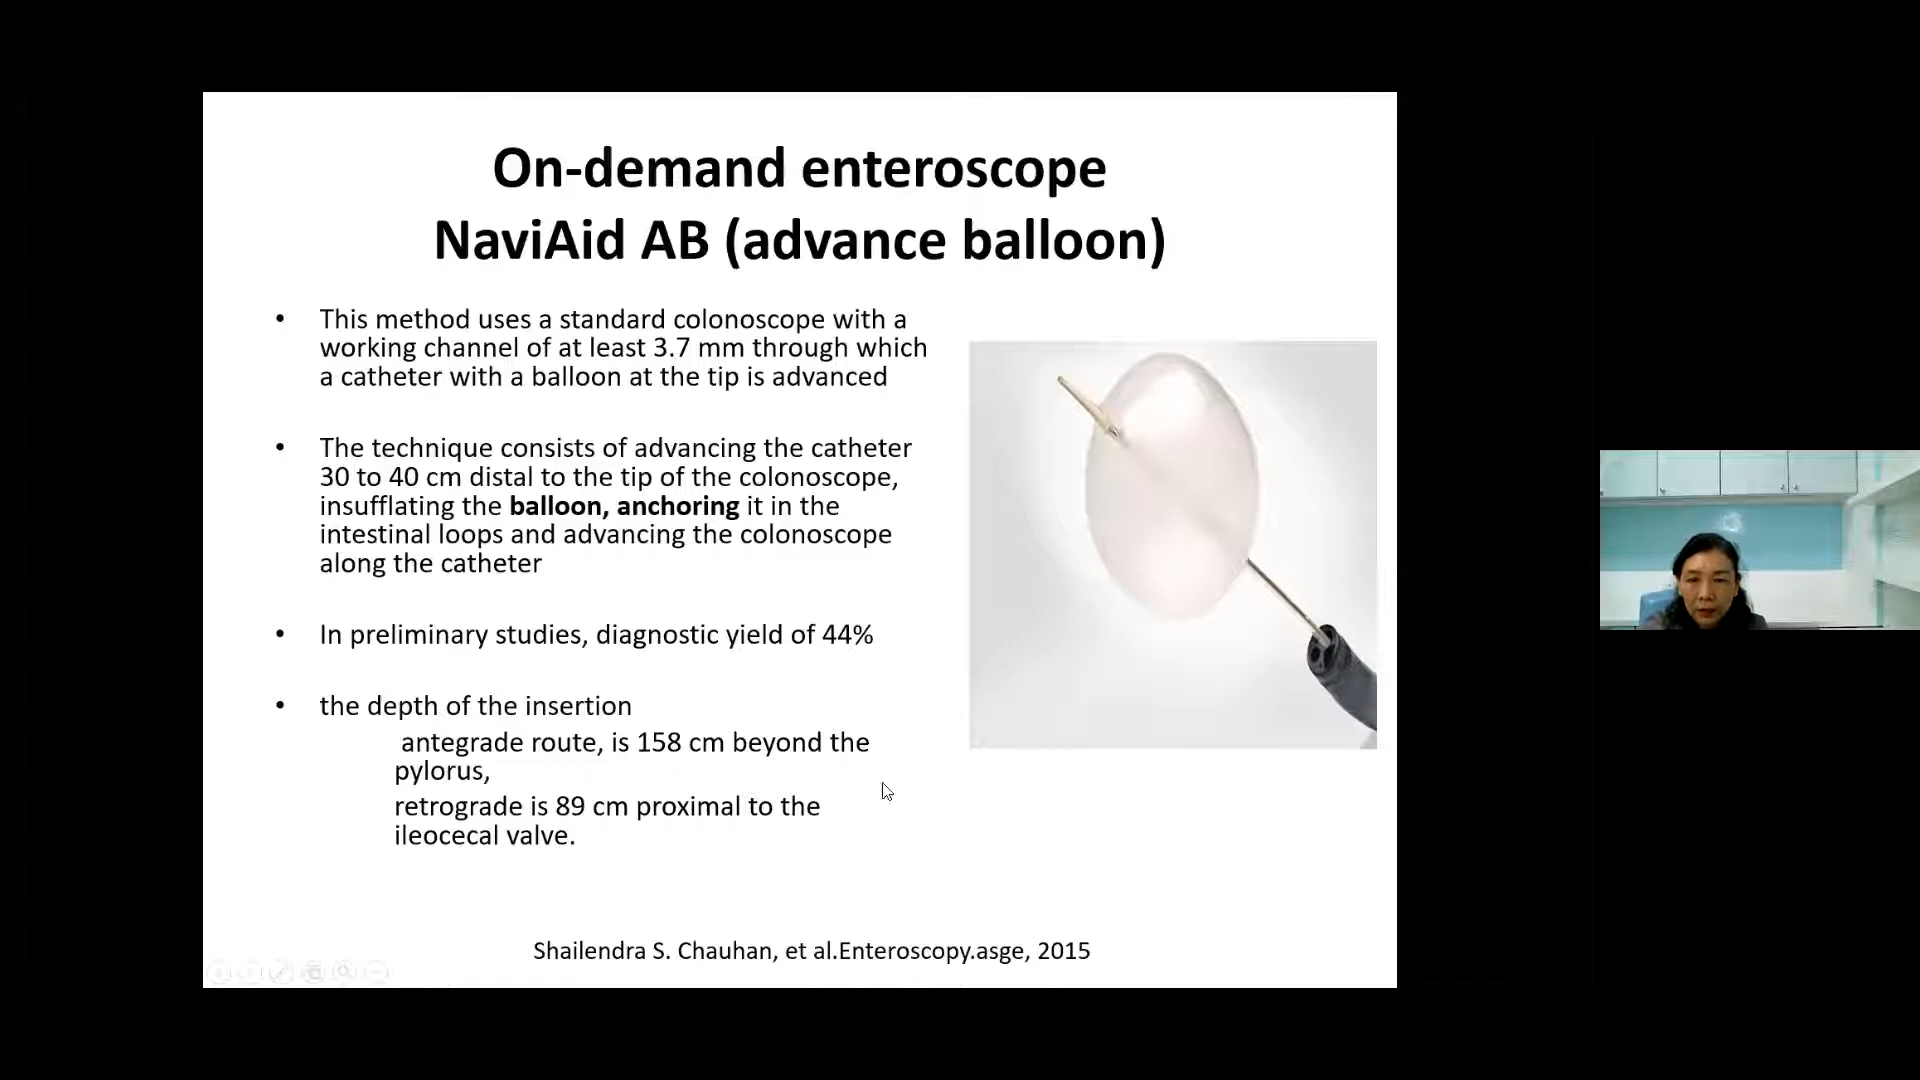 On-demand enteroscope
NaviAid AB (advance balloon)
• This method uses a standard colonoscope with a
working channel of at least 3.7 mm through which
a catheter with a balloon at the tip is advanced
• The technique consists of advancing the catheter
30 to 40 cm distal to the tip of the colonoscope,
insufflating the balloon, anchoring it in the
intestinal loops and advancing the colonoscope
along the catheter
• In preliminary studies, diagnostic yield of 44%
• the depth of the insertion
antegrade route, is 158 cm beyond the
pylorus,
retrograde is 89 cm proximal to the
ileocecal valve.
Shailendra S. Chauhan, et al.Enteroscopy.asge, 2015